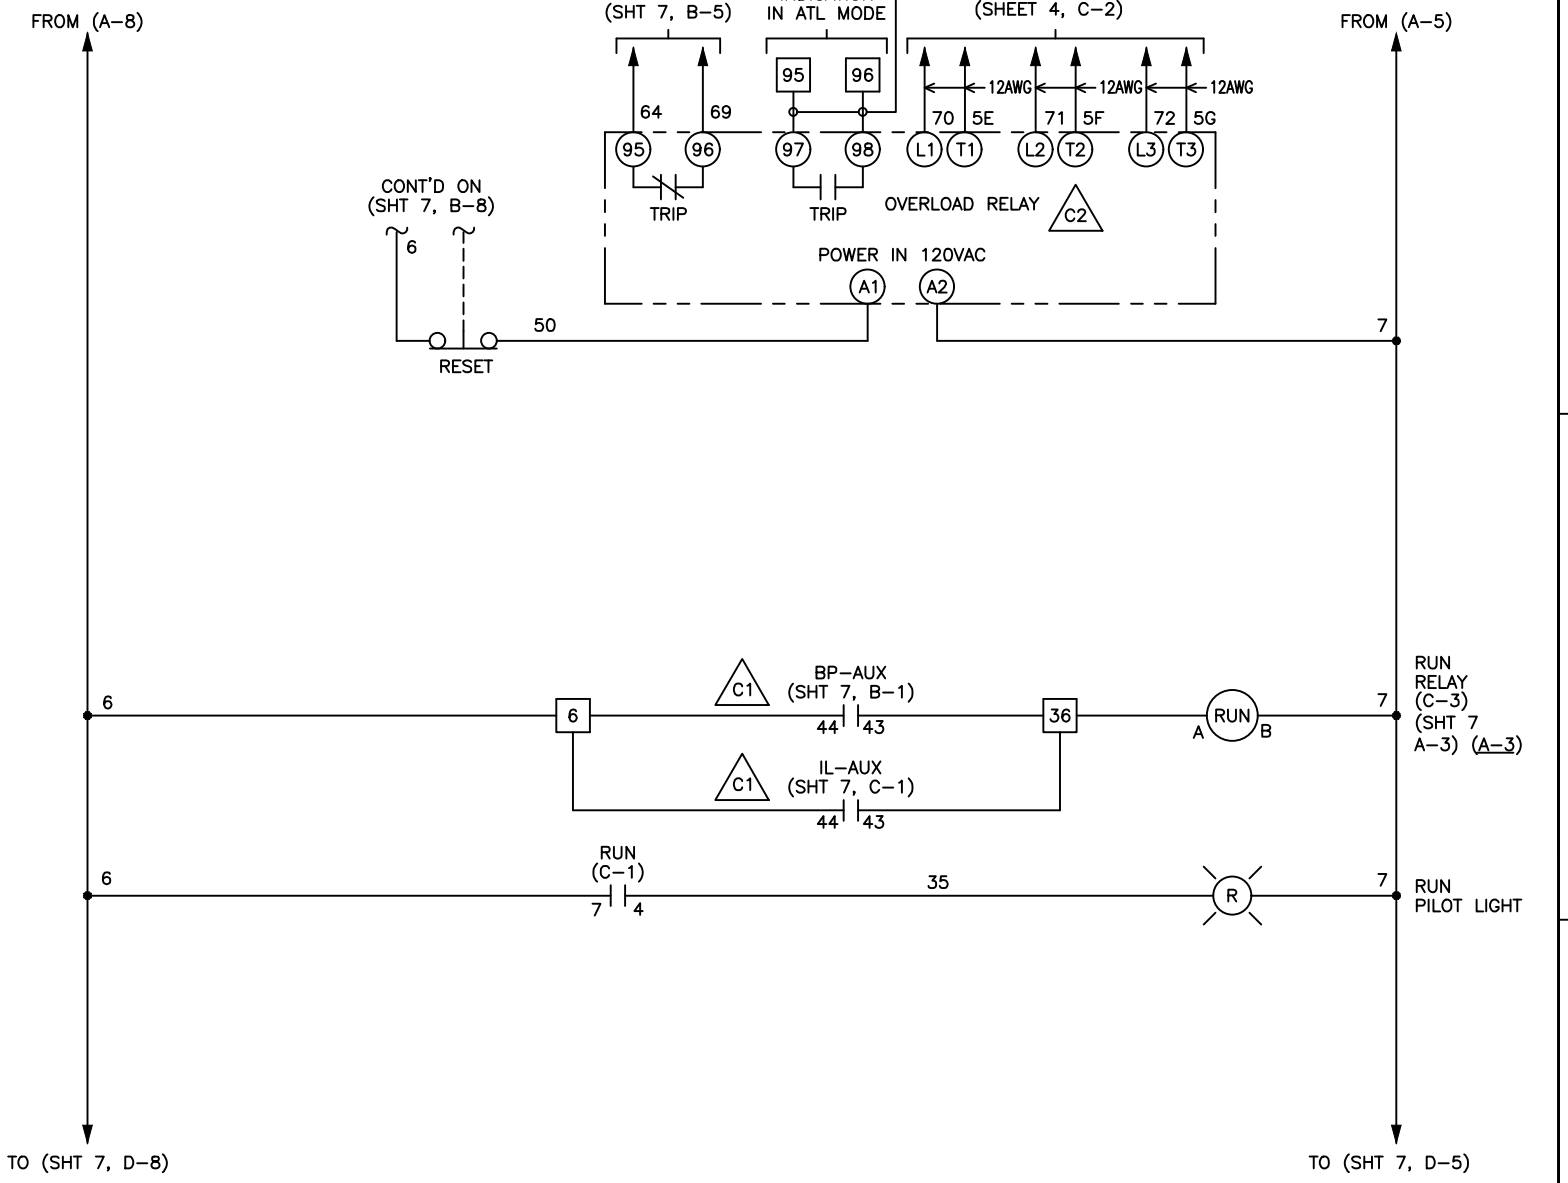 FROM (A-8)
(SHT 7, B-5)
IN ATL MODE
(SHEET 4, C-2)
FROM (A-5)
95
96
12AWG
12AWG
12AWG
64
69
70
5E
71
5F
72
5G
95
96
97
98
L1
T1
L2
T2
L3
T3
TRIP
TRIP
OVERLOAD RELAY
C2
CONT'D ON
(SHT 7, B-8)
6
POWER IN 120VAC
A1
A2
50
7
RESET
BP-AUX
(SHT 7, B-1)
C1
6
6
44
43
36
A
RUN
B
7
RUN
RELAY
(C-3)
(SHT 7
A-3) (A-3)
IL-AUX
(SHT 7, C-1)
C1
44
43
RUN
(C-1)
6
7
4
35
R
7
RUN
PILOT LIGHT
TO (SHT 7, D-8)
TO (SHT 7, D-5)